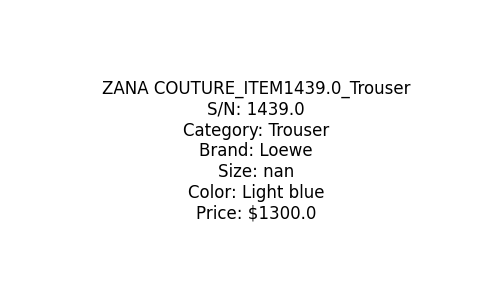 ZANA COUTURE_ITEM1439.0_Trouser
S/N: 1439.0
Category: Trouser
Brand: Loewe
Size: nan
Color: Light blue
Price: $1300.0